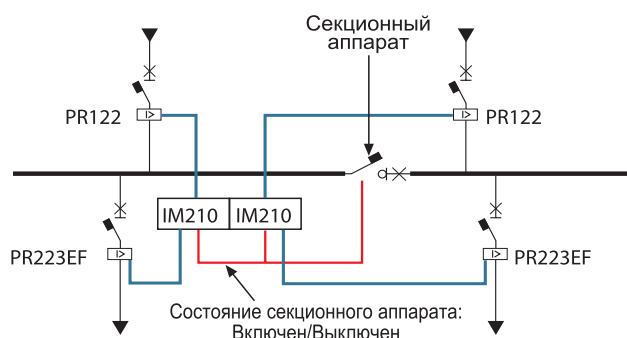 Секционный
аппарат
PR122
PR122
IM210
IM210
PR223EF
PR223EF
Состояние секционного аппарата:
Включен/Выключен